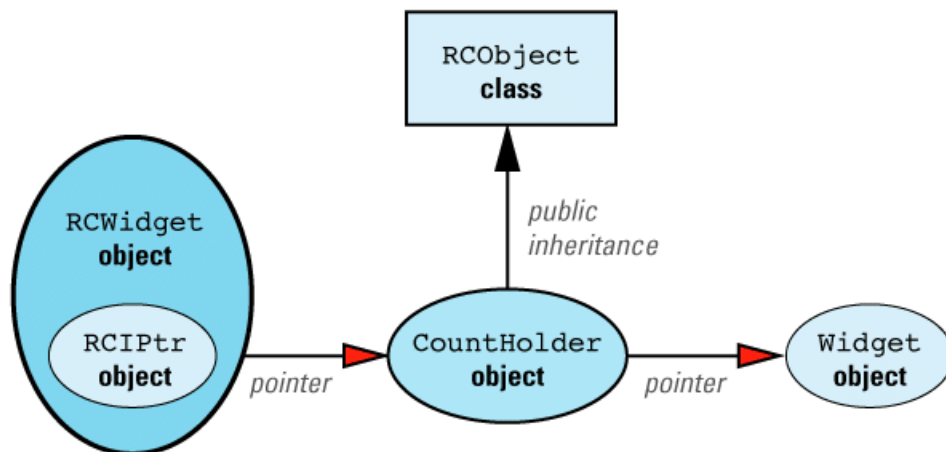 RCObject
class
RCWidget
object
public
inheritance
RCIPtr
object
pointer
CountHolder
object
pointer
Widget
object